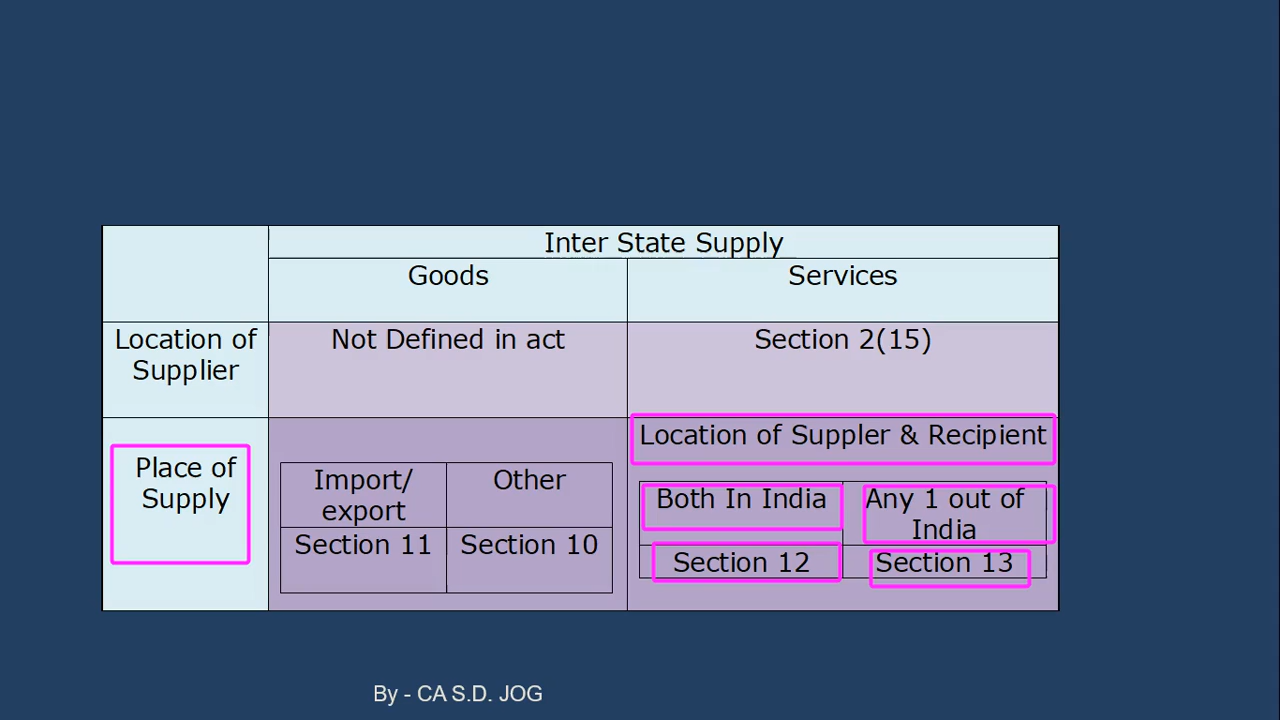 Inter State Supply
Goods
Services
Location of
Supplier
Not Defined in act
Section 2(15)
Place of
Supply
Import/
export
Other
Section 11
Section 10
Location of Suppler & Recipient
Both In India
Any 1 out of
India
Section 12
Section 13
By - CA S.D. JOG